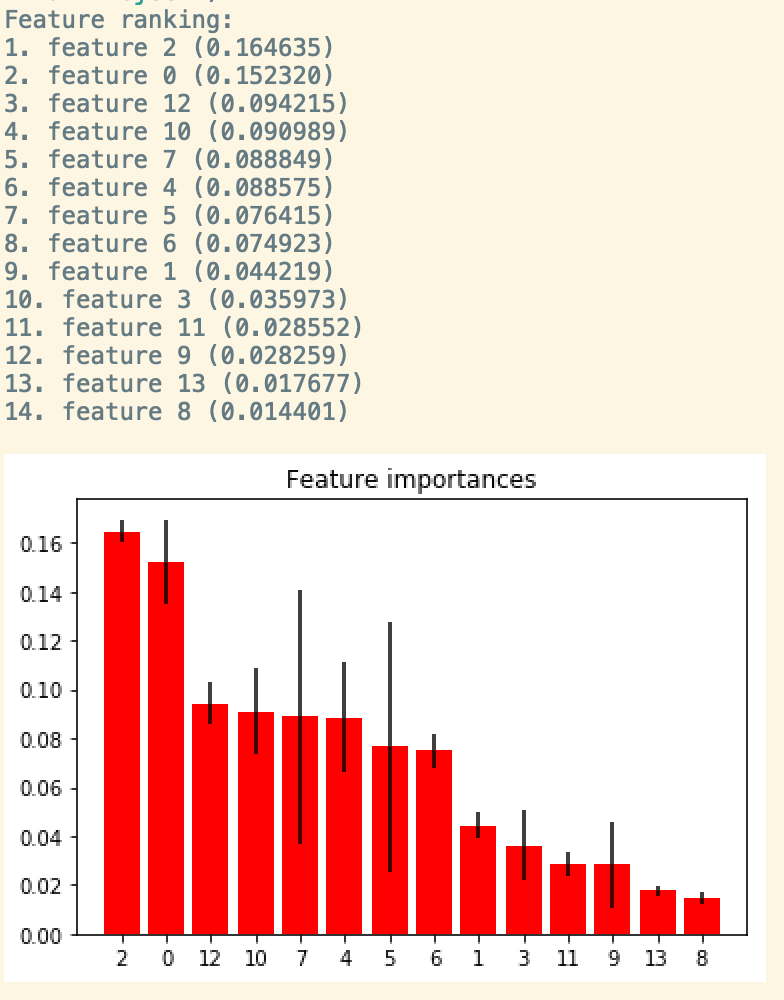 Feature ranking:
1. feature 2 (0.164635)
2. feature 0 (0.152320)
3. feature 12 (0.094215)
4. feature 10 (0.090989)
5. feature 7 (0.088849)
6. feature 4 (0.088575)
7. feature 5 (0.076415)
8. feature 6 (0.074923)
9. feature 1 (0.044219)
10. feature 3 (0.035973)
11. feature 11 (0.028552)
12. feature 9 (0.028259)
13. feature 13 (0.017677)
14. feature 8 (0.014401)
Feature importances
0.16
0.14
0.12
0.10
0.08
0.06
0.04
0.02
0.00
2 0 12 10 7 4 5 6 1 3 11 9 13 8